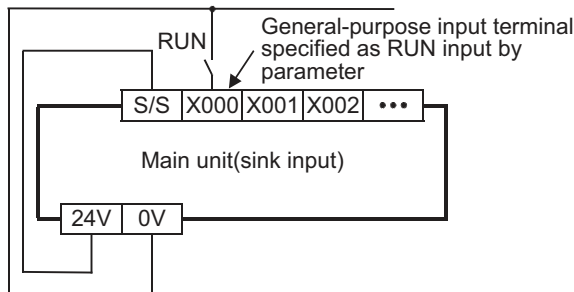 RUN
General-purpose input terminal
specified as RUN input by
parameter
S/S X000 X001 X002 •••
Main unit(sink input)
24V 0V